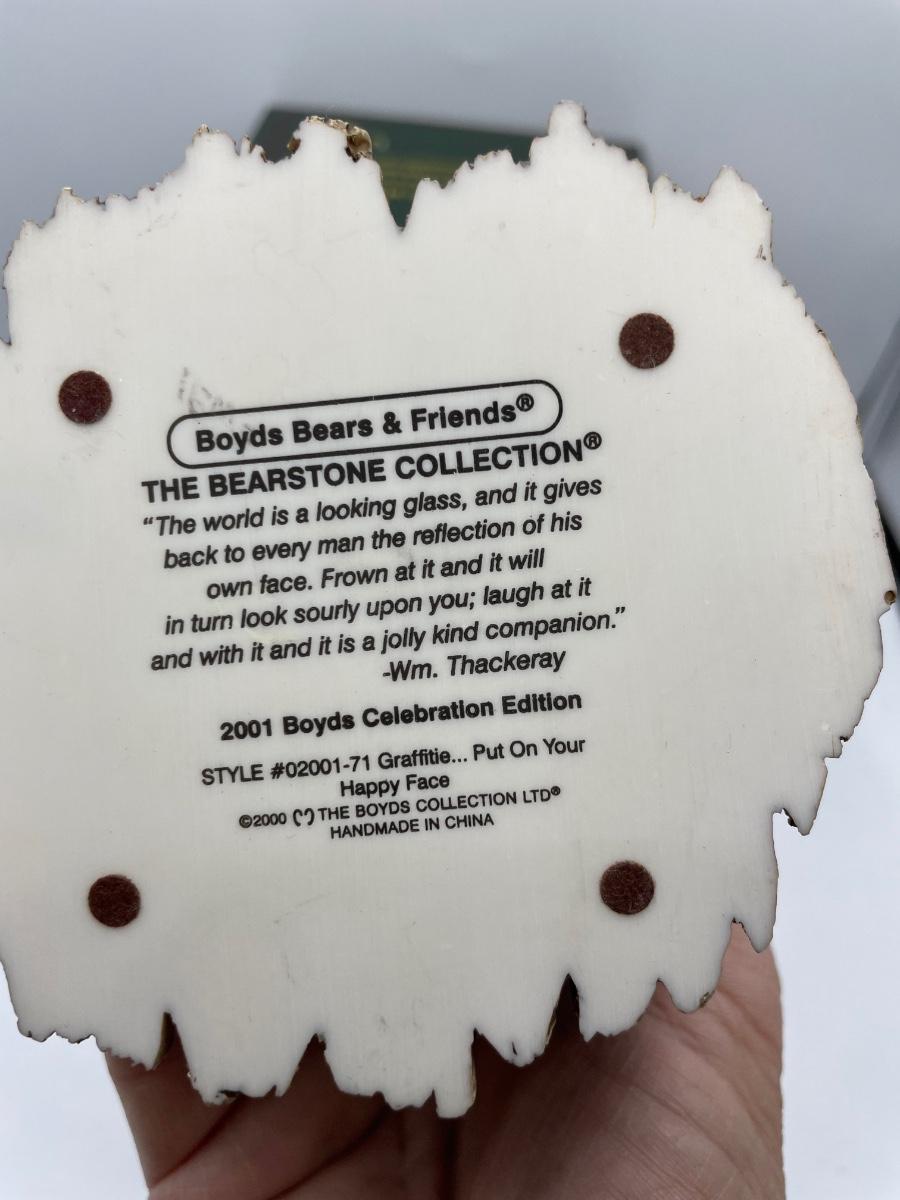 Boyds Bears & Friends®
THE BEARSTONE COLLECTION®
“The world is a looking glass, and it gives
back to every man the reflection of his
own face. Frown at it and it will
in turn look sourly upon you; laugh at it
and with it and it is a jolly kind companion.”
-Wm. Thackeray
2001 Boyds Celebration Edition
STYLE #02001-71 Graffitie... Put On Your
Happy Face
©2000 THE BOYDS COLLECTION LTD®
HANDMADE IN CHINA